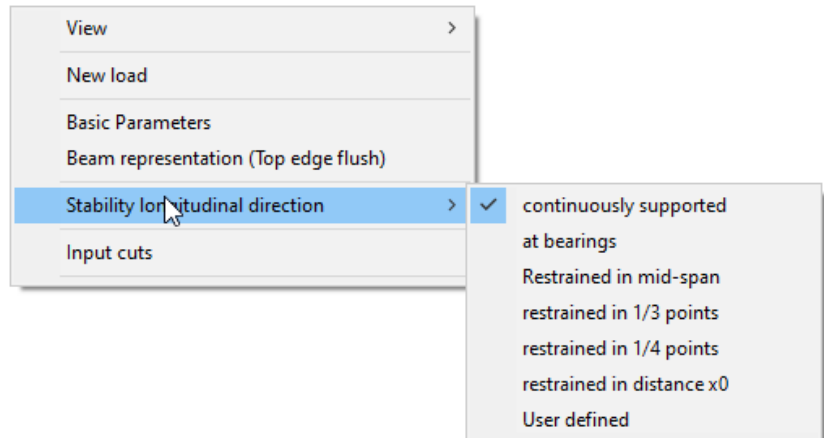 View
New load
Basic Parameters
Beam representation (Top edge flush)
Stability longitudinal direction
Input cuts
continuously supported
at bearings
Restrained in mid-span
restrained in 1/3 points
restrained in 1/4 points
restrained in distance x0
User defined